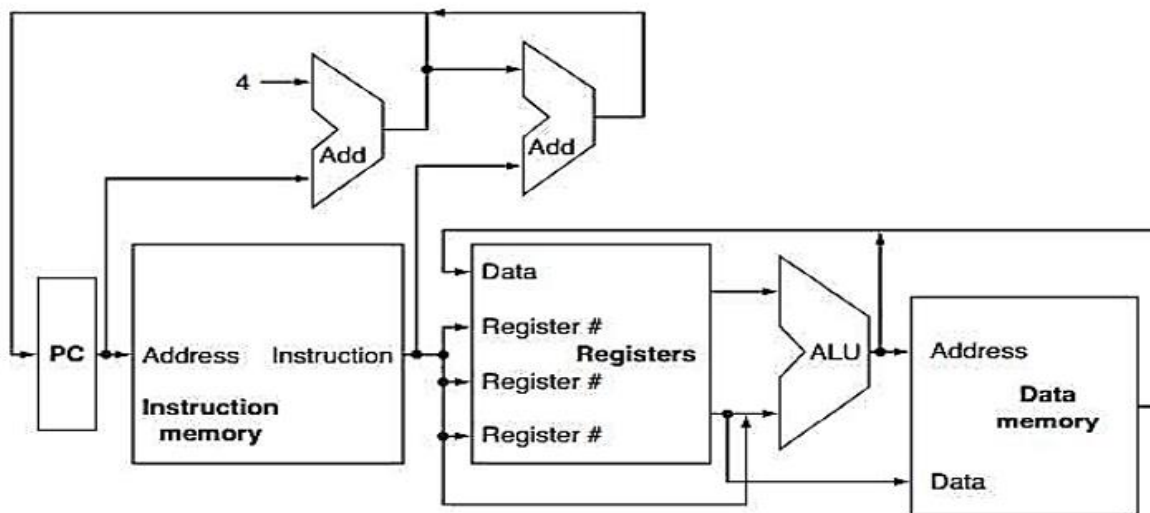 4
Add
Add
Data
Register #
Registers
Register #
Register #
PC
Address
Instruction
Instruction
memory
ALU
Address
Data
memory
Data